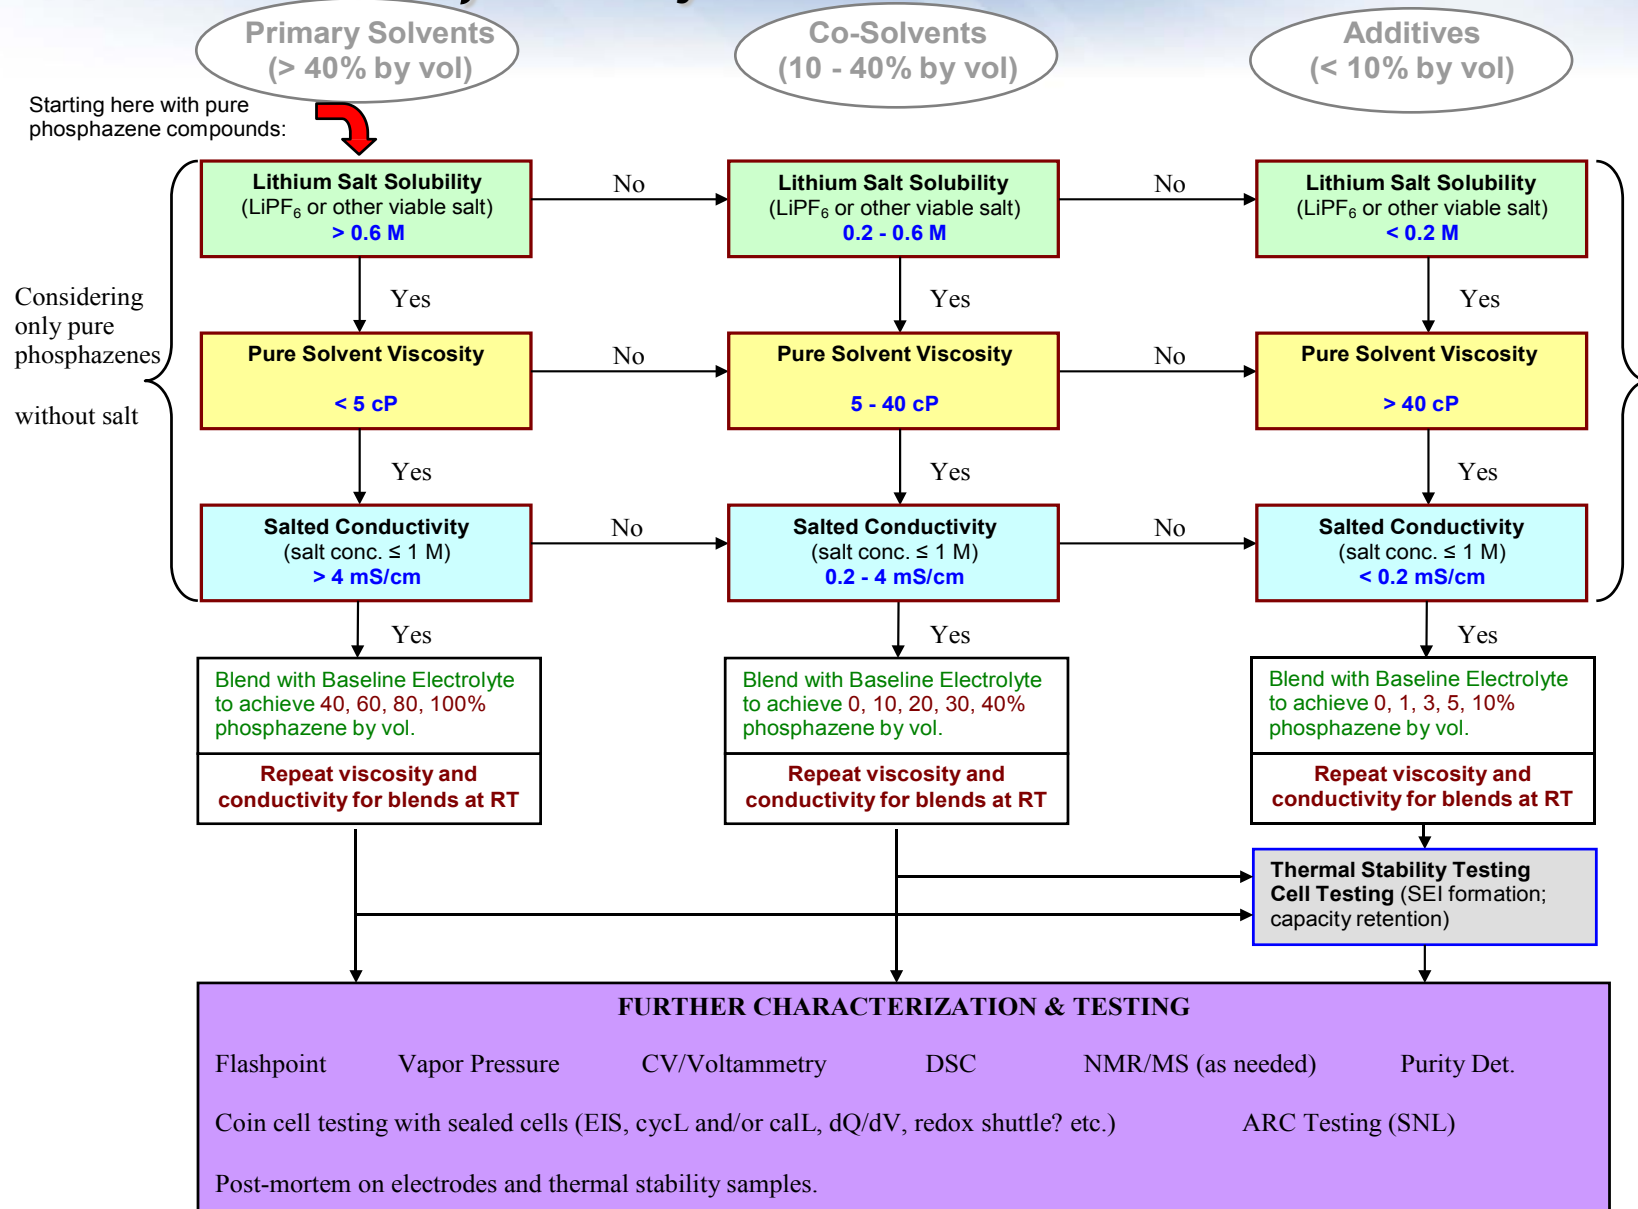 Primary Solvents
(> 40% by vol)
Co-Solvents
(10 - 40% by vol)
Additives
(< 10% by vol)
Starting here with pure
phosphazene compounds:
Lithium Salt Solubility
(LiPF₆ or other viable salt)
> 0.6 M
No
Lithium Salt Solubility
(LiPF₆ or other viable salt)
0.2 - 0.6 M
No
Lithium Salt Solubility
(LiPF₆ or other viable salt)
< 0.2 M
Considering
only pure
phosphazenes
without salt
Yes
Yes
Yes
Pure Solvent Viscosity
< 5 cP
No
Pure Solvent Viscosity
5 - 40 cP
No
Pure Solvent Viscosity
> 40 cP
Yes
Yes
Yes
Salted Conductivity
(salt conc. ≤ 1 M)
> 4 mS/cm
No
Salted Conductivity
(salt conc. ≤ 1 M)
0.2 - 4 mS/cm
No
Salted Conductivity
(salt conc. ≤ 1 M)
< 0.2 mS/cm
Yes
Yes
Yes
Blend with Baseline Electrolyte
to achieve 40, 60, 80, 100%
phosphazene by vol.
Repeat viscosity and
conductivity for blends at RT
Blend with Baseline Electrolyte
to achieve 0, 10, 20, 30, 40%
phosphazene by vol.
Repeat viscosity and
conductivity for blends at RT
Blend with Baseline Electrolyte
to achieve 0, 1, 3, 5, 10%
phosphazene by vol.
Repeat viscosity and
conductivity for blends at RT
Thermal Stability Testing
Cell Testing (SEI formation;
capacity retention)
FURTHER CHARACTERIZATION & TESTING
Flashpoint Vapor Pressure CV/Voltammetry DSC NMR/MS (as needed) Purity Det.
Coin cell testing with sealed cells (EIS, cycL and/or calL, dQ/dV, redox shuttle? etc.) ARC Testing (SNL)
Post-mortem on electrodes and thermal stability samples.